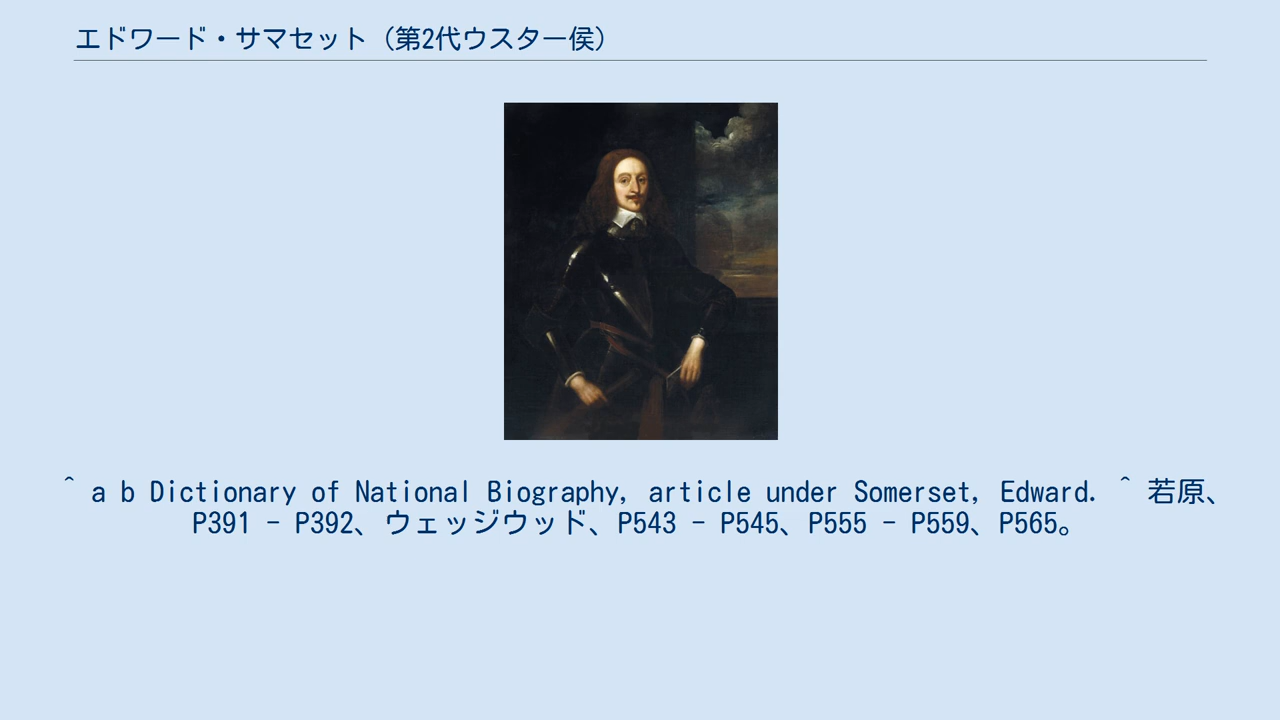 エドワード・サマセット（第2代ウスター侯）
^ a b Dictionary of National Biography, article under Somerset, Edward. ^ 若原、
P391 - P392、ウェッジウッド、P543 - P545、P555 - P559、P565。